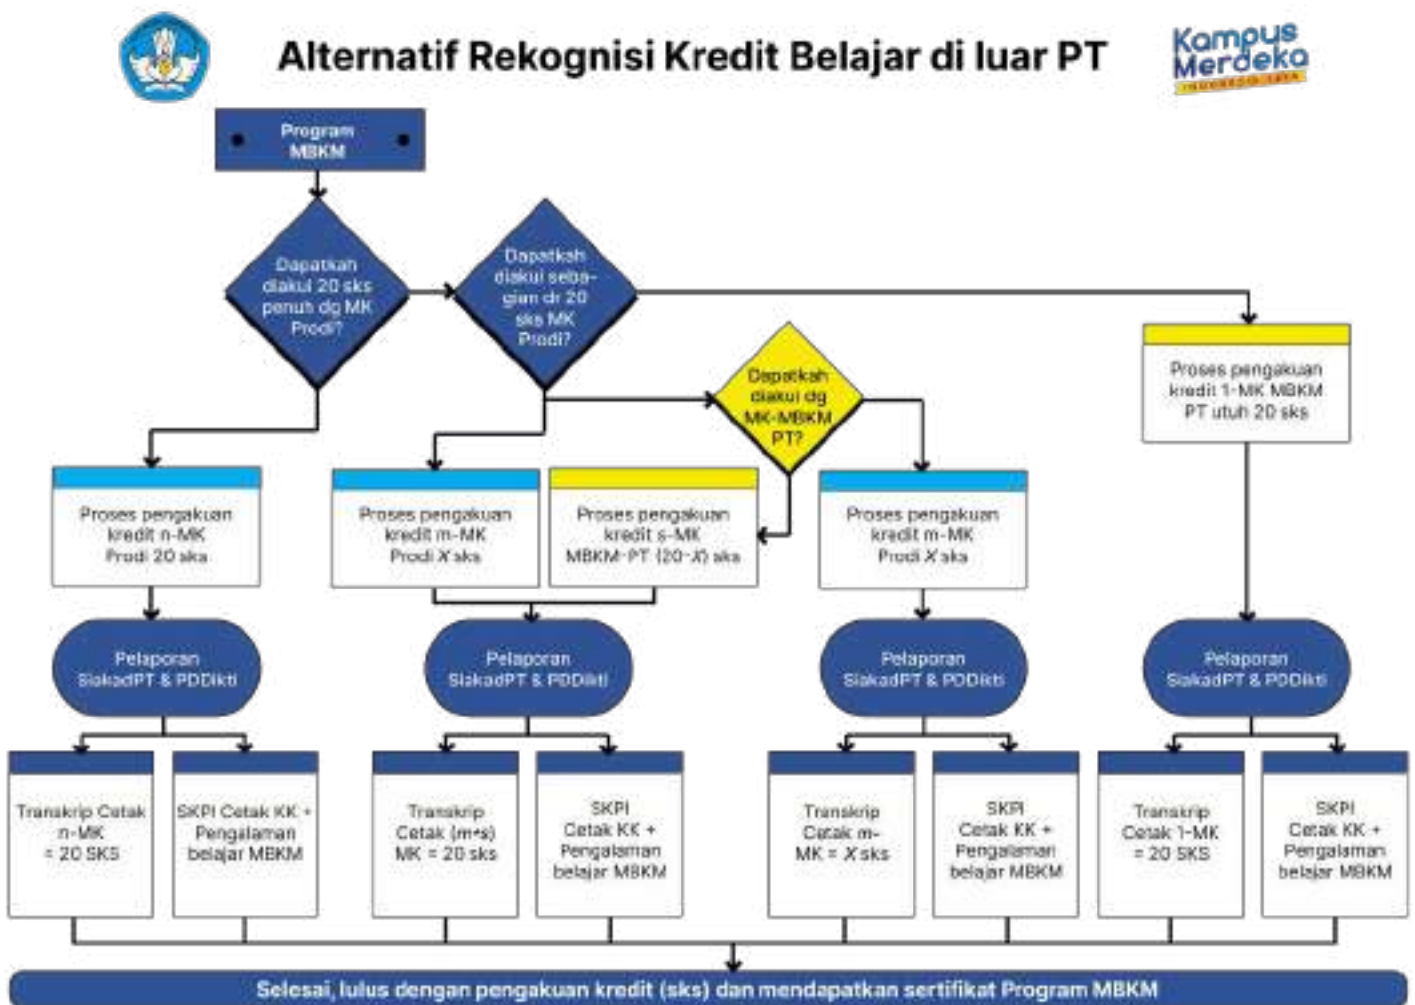 Alternatif Rekognisi Kredit Belajar di luar PT
Kampus
Merdeka
INDONESIA JAYA
Program
MBKM
Dapatkah
diakui 20 sks
penuh dg MK
Prodi?
Dapatkah
diakui seba-
gian dr 20
sks MK
Prodi?
Dapatkah
diakui dg
MK-MBKM
PT?
Proses pengakuan
kredit 1-MK MBKM
PT utuh 20 sks
Proses pengakuan
kredit n-MK
Prodi 20 sks
Proses pengakuan
kredit m-MK
Prodi X sks
Proses pengakuan
kredit s-MK
MBKM-PT (20-X) sks
Proses pengakuan
kredit m-MK
Prodi X sks
Pelaporan
SiakadPT & PDDikti
Pelaporan
SiakadPT & PDDikti
Pelaporan
SiakadPT & PDDikti
Pelaporan
SiakadPT & PDDikti
Transkrip Cetak
n-MK
= 20 SKS
SKPI Cetak KK +
Pengalaman
belajar MBKM
Transkrip
Cetak (m+s)
MK = 20 sks
SKPI
Cetak KK +
Pengalaman
belajar MBKM
Transkrip
Cetak m-
MK = X sks
SKPI
Cetak KK +
Pengalaman
belajar MBKM
Transkrip
Cetak 1-MK
= 20 SKS
SKPI
Cetak KK +
Pengalaman
belajar MBKM
Selesai, lulus dengan pengakuan kredit (sks) dan mendapatkan sertifikat Program MBKM